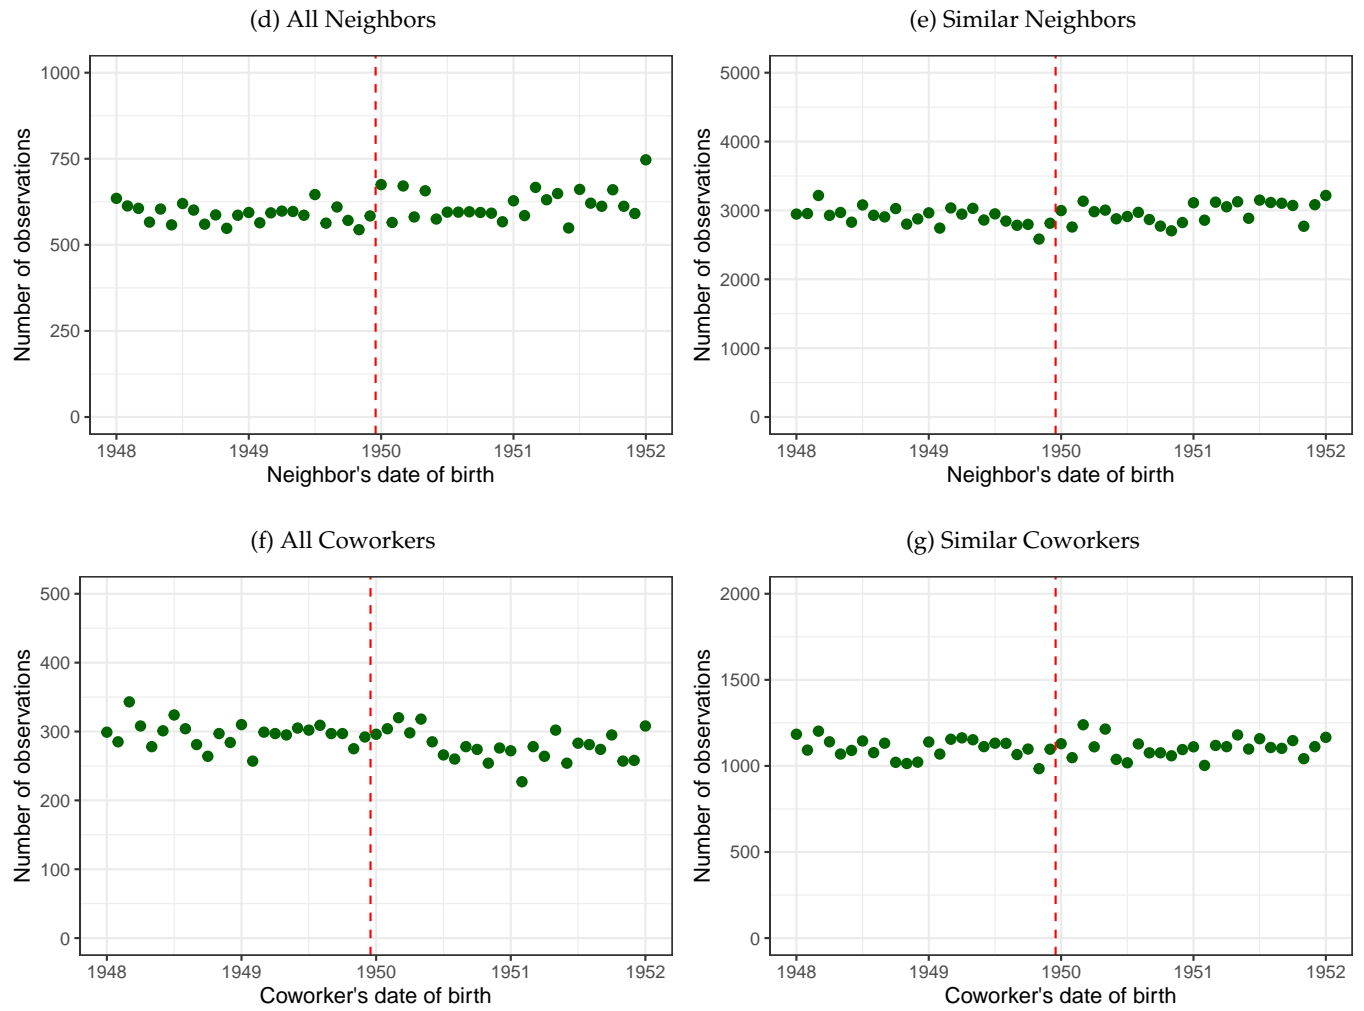 (d) All Neighbors
Number of observations
1000
750
500
250
0
1948 1949 1950 1951 1952
Neighbor's date of birth
(e) Similar Neighbors
Number of observations
5000
4000
3000
2000
1000
0
1948 1949 1950 1951 1952
Neighbor's date of birth
(f) All Coworkers
Number of observations
500
400
300
200
100
0
1948 1949 1950 1951 1952
Coworker's date of birth
(g) Similar Coworkers
Number of observations
2000
1500
1000
500
0
1948 1949 1950 1951 1952
Coworker's date of birth